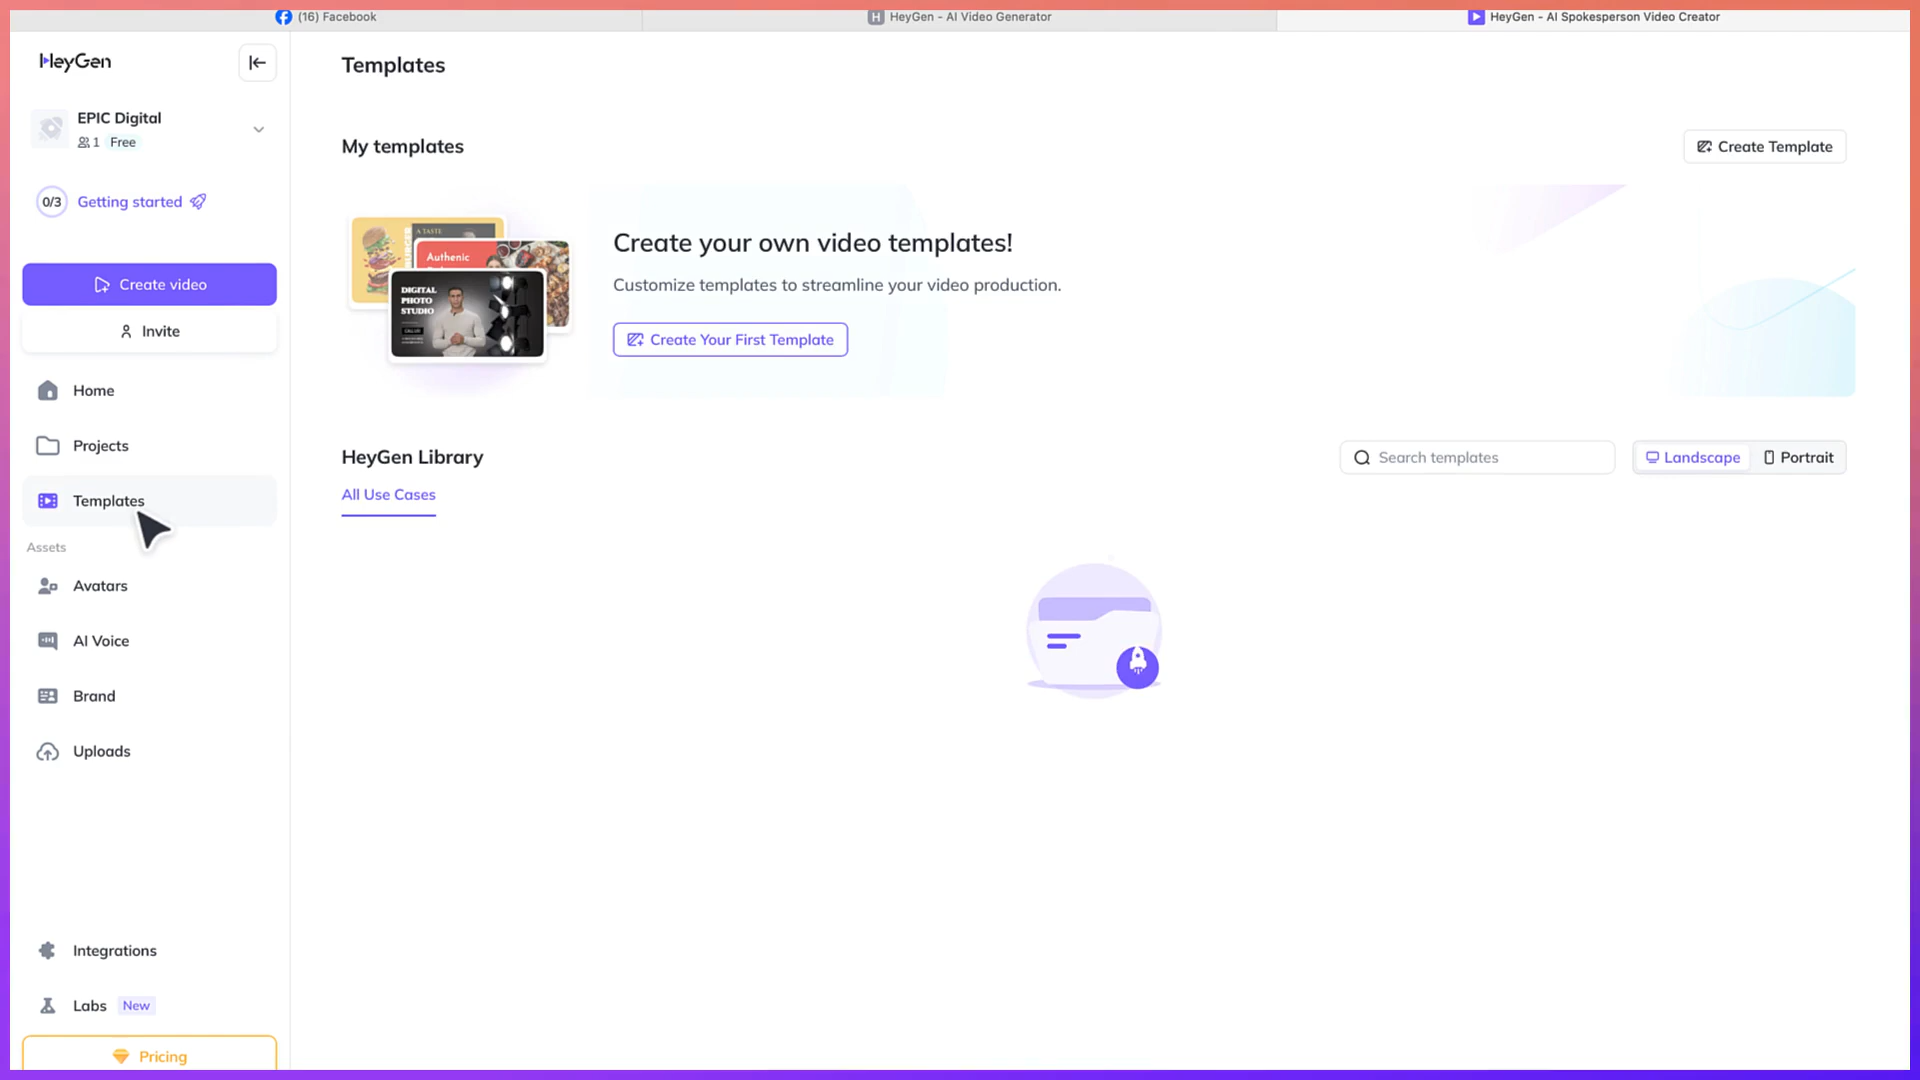 (16) Facebook
HeyGen - AI Video Generator
HeyGen - AI Spokesperson Video Creator
HeyGen
EPIC Digital
1 Free
0/3 Getting started
Create video
Invite
Home
Projects
Templates
Assets
Avatars
AI Voice
Brand
Uploads
Integrations
Labs New
Pricing
Templates
My templates
Create Template
A TASTE
Authenic
DIGITAL
PHOTO
STUDIO
Create your own video templates!
Customize templates to streamline your video production.
Create Your First Template
HeyGen Library
Search templates
Landscape
Portrait
All Use Cases